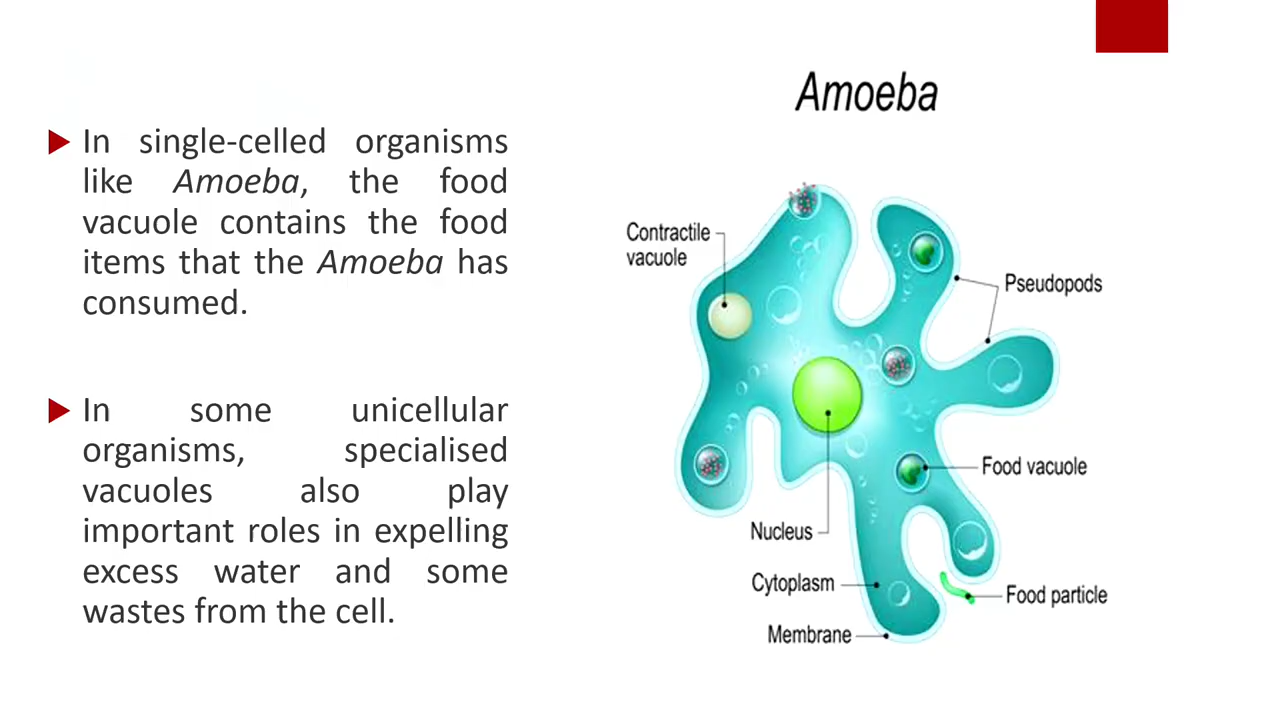 Amoeba
In single-celled organisms
like Amoeba, the food
vacuole contains the food
items that the Amoeba has
consumed.
In some unicellular
organisms, specialised
vacuoles also play
important roles in expelling
excess water and some
wastes from the cell.
Contractile
vacuole
Pseudopods
Food vacuole
Nucleus
Cytoplasm
Food particle
Membrane